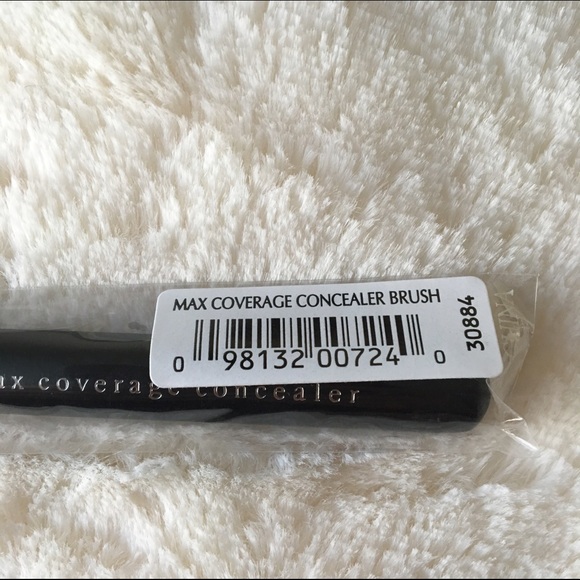 MAX COVERAGE CONCEALER BRUSH
0 98132 00724 0
30884
coverage concealer